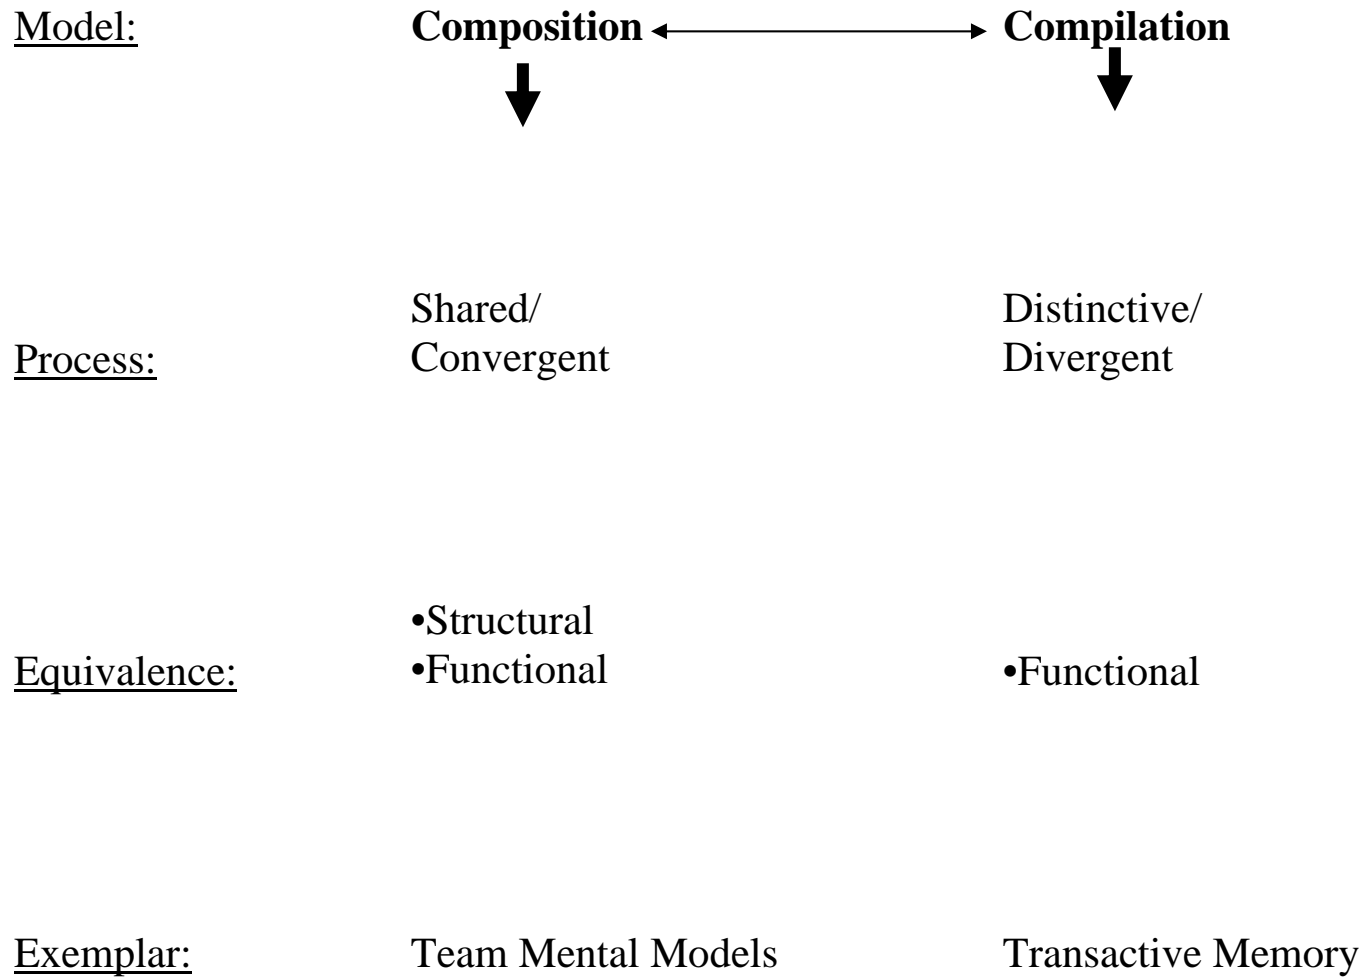 Model: Composition Compilation
Shared/ Distinctive/
Process: Convergent Divergent
•Structural
Equivalence: •Functional •Functional
Exemplar: Team Mental Models Transactive Memory